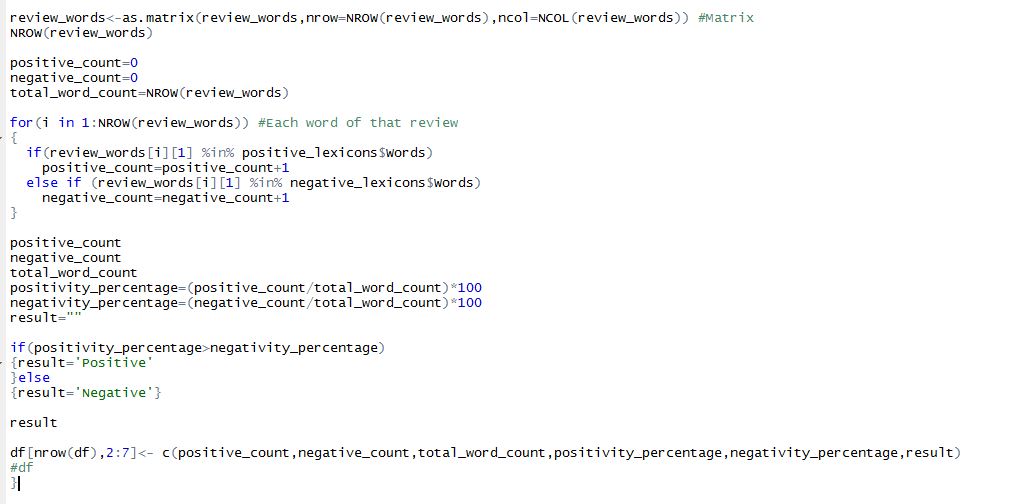 review_words<-as.matrix(review_words,nrow=NROW(review_words),ncol=NCOL(review_words)) #Matrix
NROW(review_words)
positive_count=0
negative_count=0
total_word_count=NROW(review_words)
for(i in 1:NROW(review_words)) #Each word of that review
{
if(review_words[i][1] %in% positive_lexicons$Words)
positive_count=positive_count+1
else if (review_words[i][1] %in% negative_lexicons$Words)
negative_count=negative_count+1
}
positive_count
negative_count
total_word_count
positivity_percentage=(positive_count/total_word_count)*100
negativity_percentage=(negative_count/total_word_count)*100
result=""
if(positivity_percentage>negativity_percentage)
{result='Positive'
}else
{result='Negative'}
result
df[nrow(df),2:7]<- c(positive_count,negative_count,total_word_count,positivity_percentage,negativity_percentage,result)
#df
}